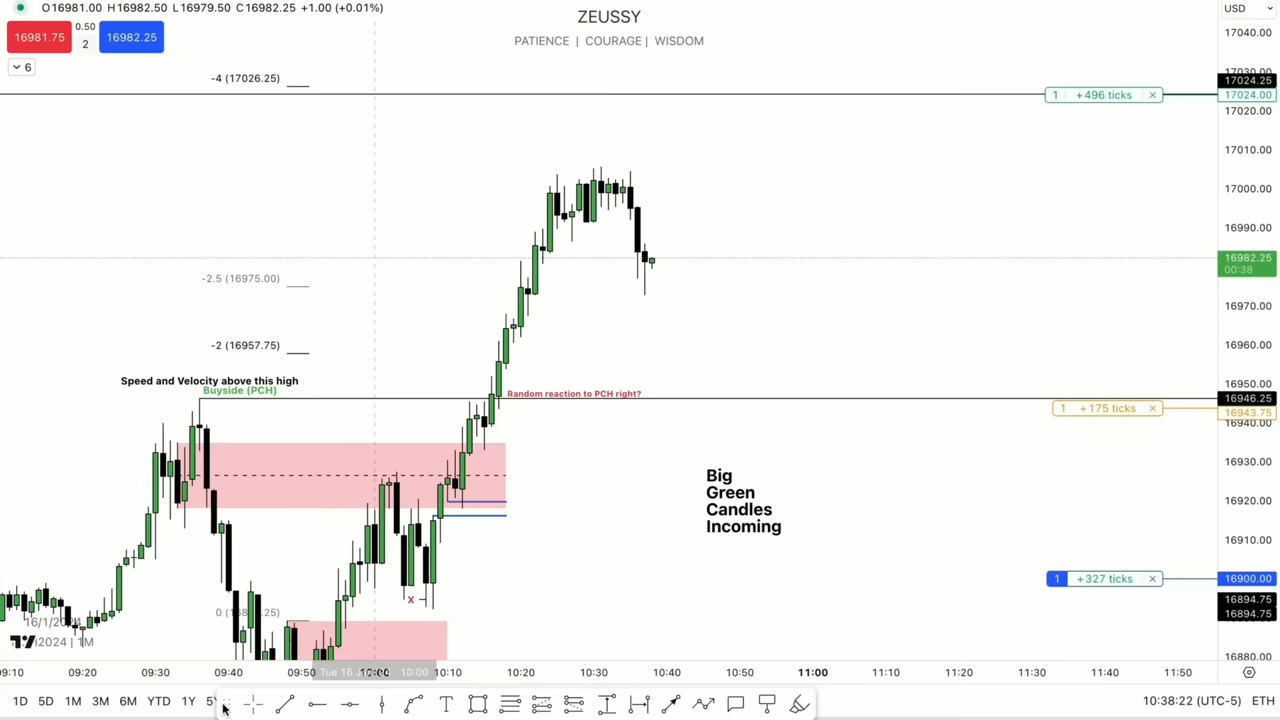 O16981.00 H16982.50 L16979.50 C16982.25 +1.00 (+0.01%)
ZEUSSY
PATIENCE | COURAGE | WISDOM
USD
16981.75
0.50
2
16982.25
6
17040.00
17030.00
-4 (17026.25)
17024.25
1 +496 ticks
17024.00
17020.00
17010.00
17000.00
16990.00
16982.25
00:38
-2.5 (16975.00)
16970.00
16960.00
-2 (16957.75)
16950.00
Speed and Velocity above this high
Buyside (PCH)
Random reaction to PCH right?
16946.25
1 +175 ticks
16943.75
16940.00
16930.00
16920.00
16910.00
Big
Green
Candles
Incoming
1 +327 ticks
16900.00
X
16894.75
16894.75
16880.00
16/1/2024
2024 | 1M
09:10 09:20 09:30 09:40 09:50 10:00 10:10 10:20 10:30 10:40 10:50 11:00 11:10 11:20 11:30 11:40 11:50
1D 5D 1M 3M 6M YTD 1Y 5Y
10:38:22 (UTC-5) ETH